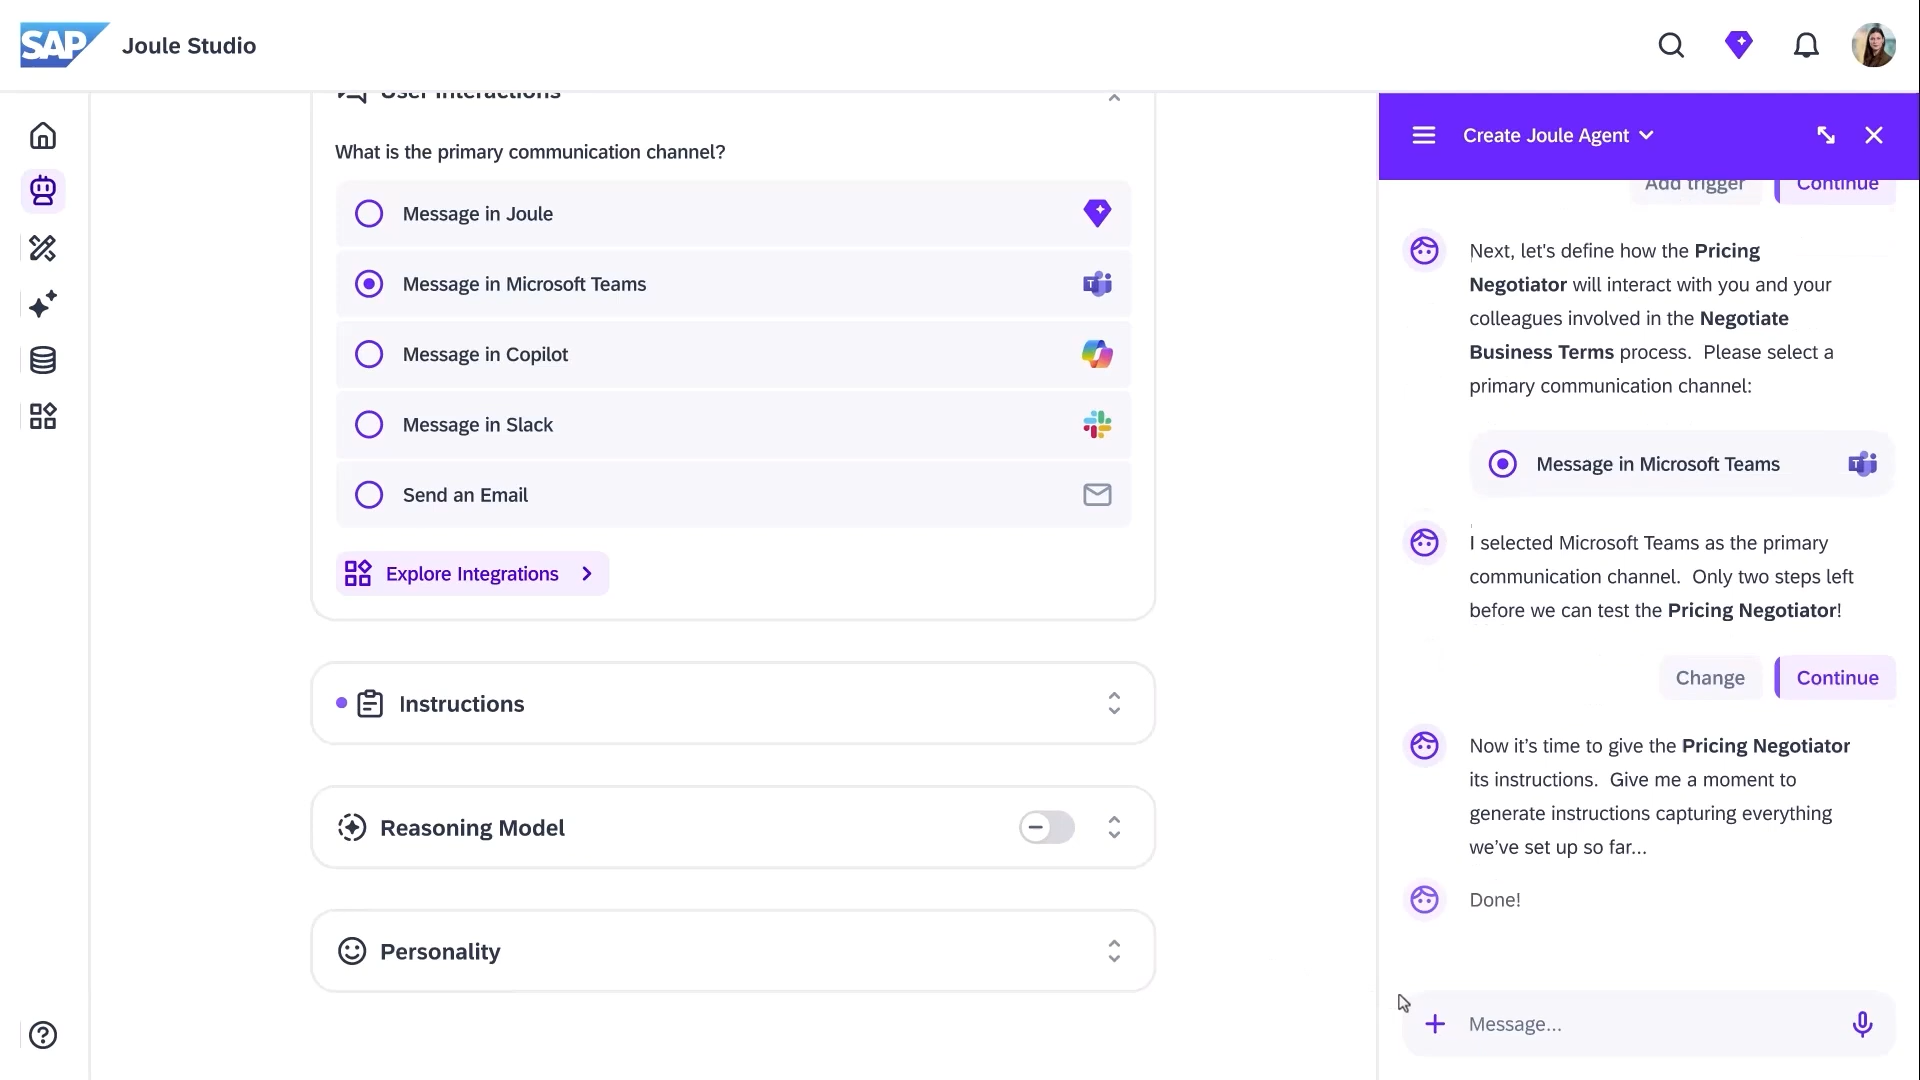 SAP Joule Studio
User Interactions
What is the primary communication channel?
Message in Joule
Message in Microsoft Teams
Message in Copilot
Message in Slack
Send an Email
Explore Integrations
Instructions
Reasoning Model
Personality
Create Joule Agent
Add trigger Continue
Next, let's define how the Pricing
Negotiator will interact with you and your
colleagues involved in the Negotiate
Business Terms process. Please select a
primary communication channel:
Message in Microsoft Teams
I selected Microsoft Teams as the primary
communication channel. Only two steps left
before we can test the Pricing Negotiator!
Change Continue
Now it’s time to give the Pricing Negotiator
its instructions. Give me a moment to
generate instructions capturing everything
we’ve set up so far...
Done!
Message...